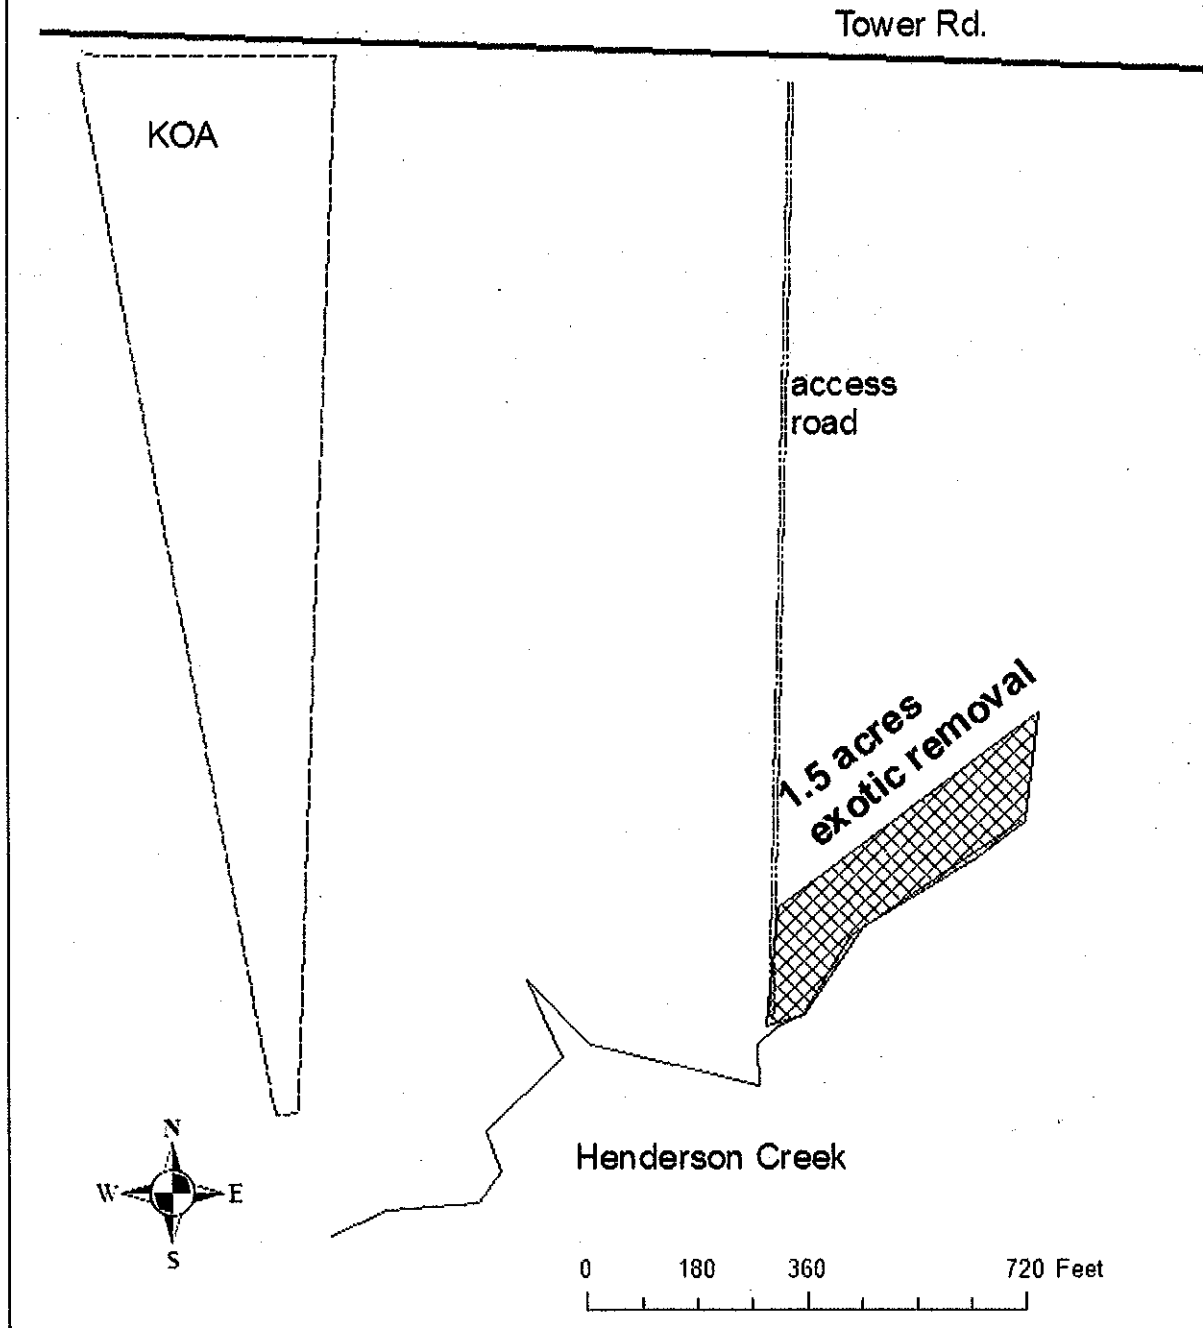 Tower Rd.
KOA
access
road
1.5 acres
exotic removal
N
W E
S
Henderson Creek
0 180 360 720 Feet